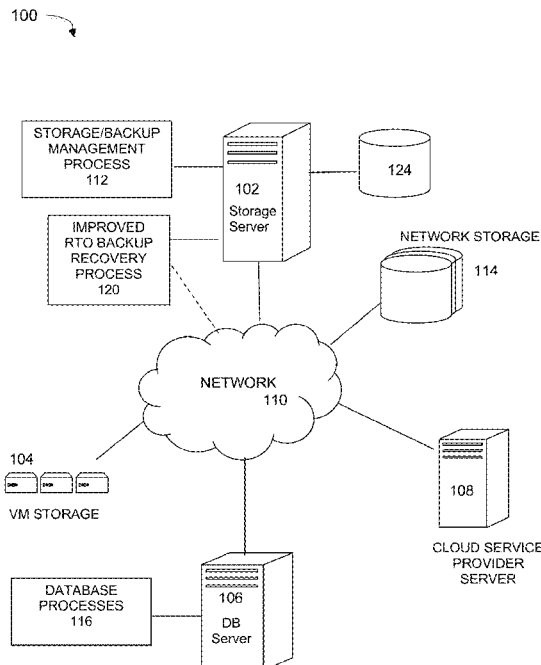 100
STORAGE/BACKUP
MANAGEMENT
PROCESS
112
102
Storage
Server
124
IMPROVED
RTO BACKUP
RECOVERY
PROCESS
120
NETWORK STORAGE
114
NETWORK
110
104
VM STORAGE
108
CLOUD SERVICE
PROVIDER
SERVER
DATABASE
PROCESSES
116
106
DB
Server